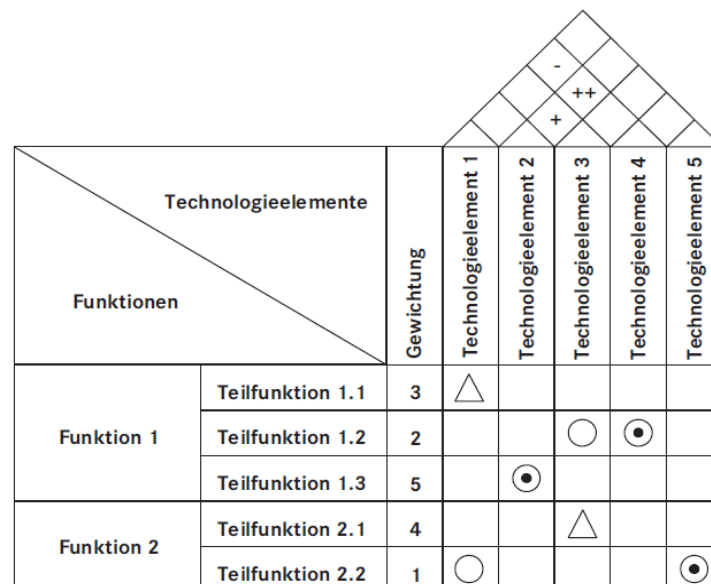 -
++
+
Technologieelemente
Funktionen
Gewichtung
Technologieelement 1
Technologieelement 2
Technologieelement 3
Technologieelement 4
Technologieelement 5
Funktion 1
Teilfunktion 1.1 3
Teilfunktion 1.2 2
Teilfunktion 1.3 5
Funktion 2
Teilfunktion 2.1 4
Teilfunktion 2.2 1